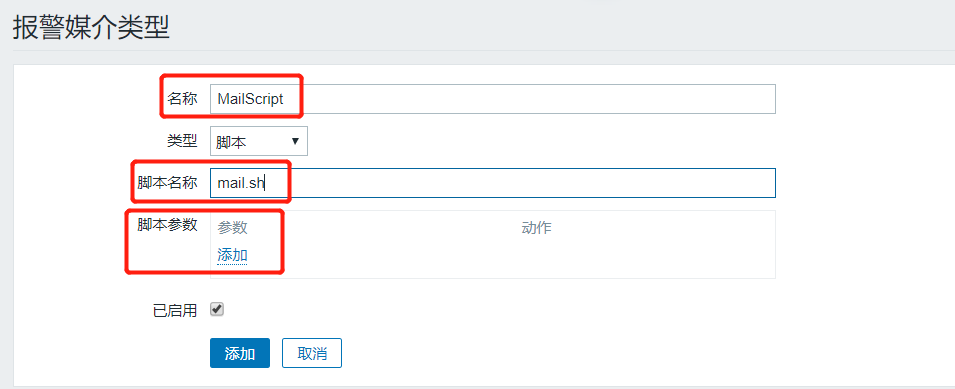 报警媒介类型
名称 MailScript
类型 脚本
脚本名称 mail.sh
脚本参数 参数 动作
添加
已启用
添加 取消